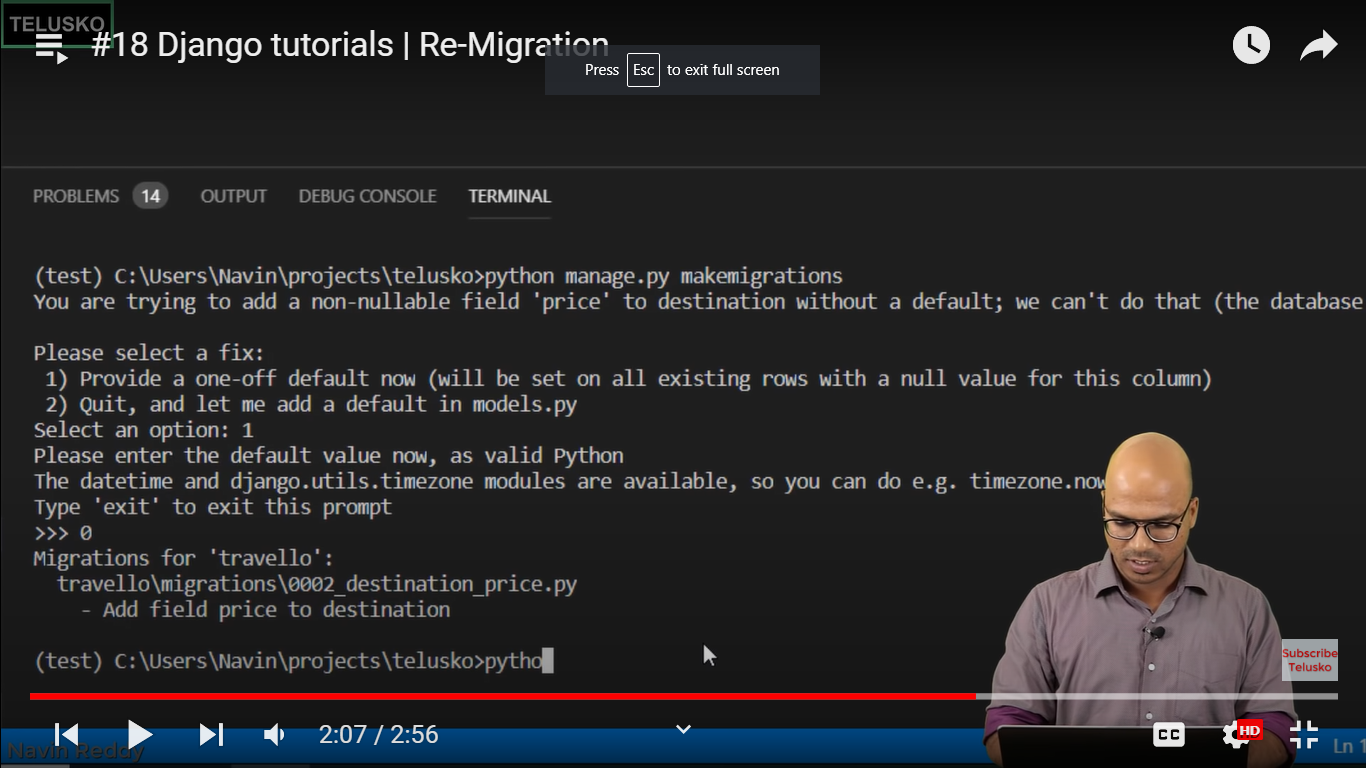 TELUSKO
#18 Django tutorials | Re-Migration
Press Esc to exit full screen
PROBLEMS 14 OUTPUT DEBUG CONSOLE TERMINAL
(test) C:\Users\Navin\projects\telusko>python manage.py makemigrations
You are trying to add a non-nullable field 'price' to destination without a default; we can't do that (the database
Please select a fix:
1) Provide a one-off default now (will be set on all existing rows with a null value for this column)
2) Quit, and let me add a default in models.py
Select an option: 1
Please enter the default value now, as valid Python
The datetime and django.utils.timezone modules are available, so you can do e.g. timezone.now
Type 'exit' to exit this prompt
>>> 0
Migrations for 'travello':
travello\migrations\0002_destination_price.py
- Add field price to destination
(test) C:\Users\Navin\projects\telusko>pytho
Subscribe
Telusko
2:07 / 2:56
CC
HD
Navin Reddy
Ln 1